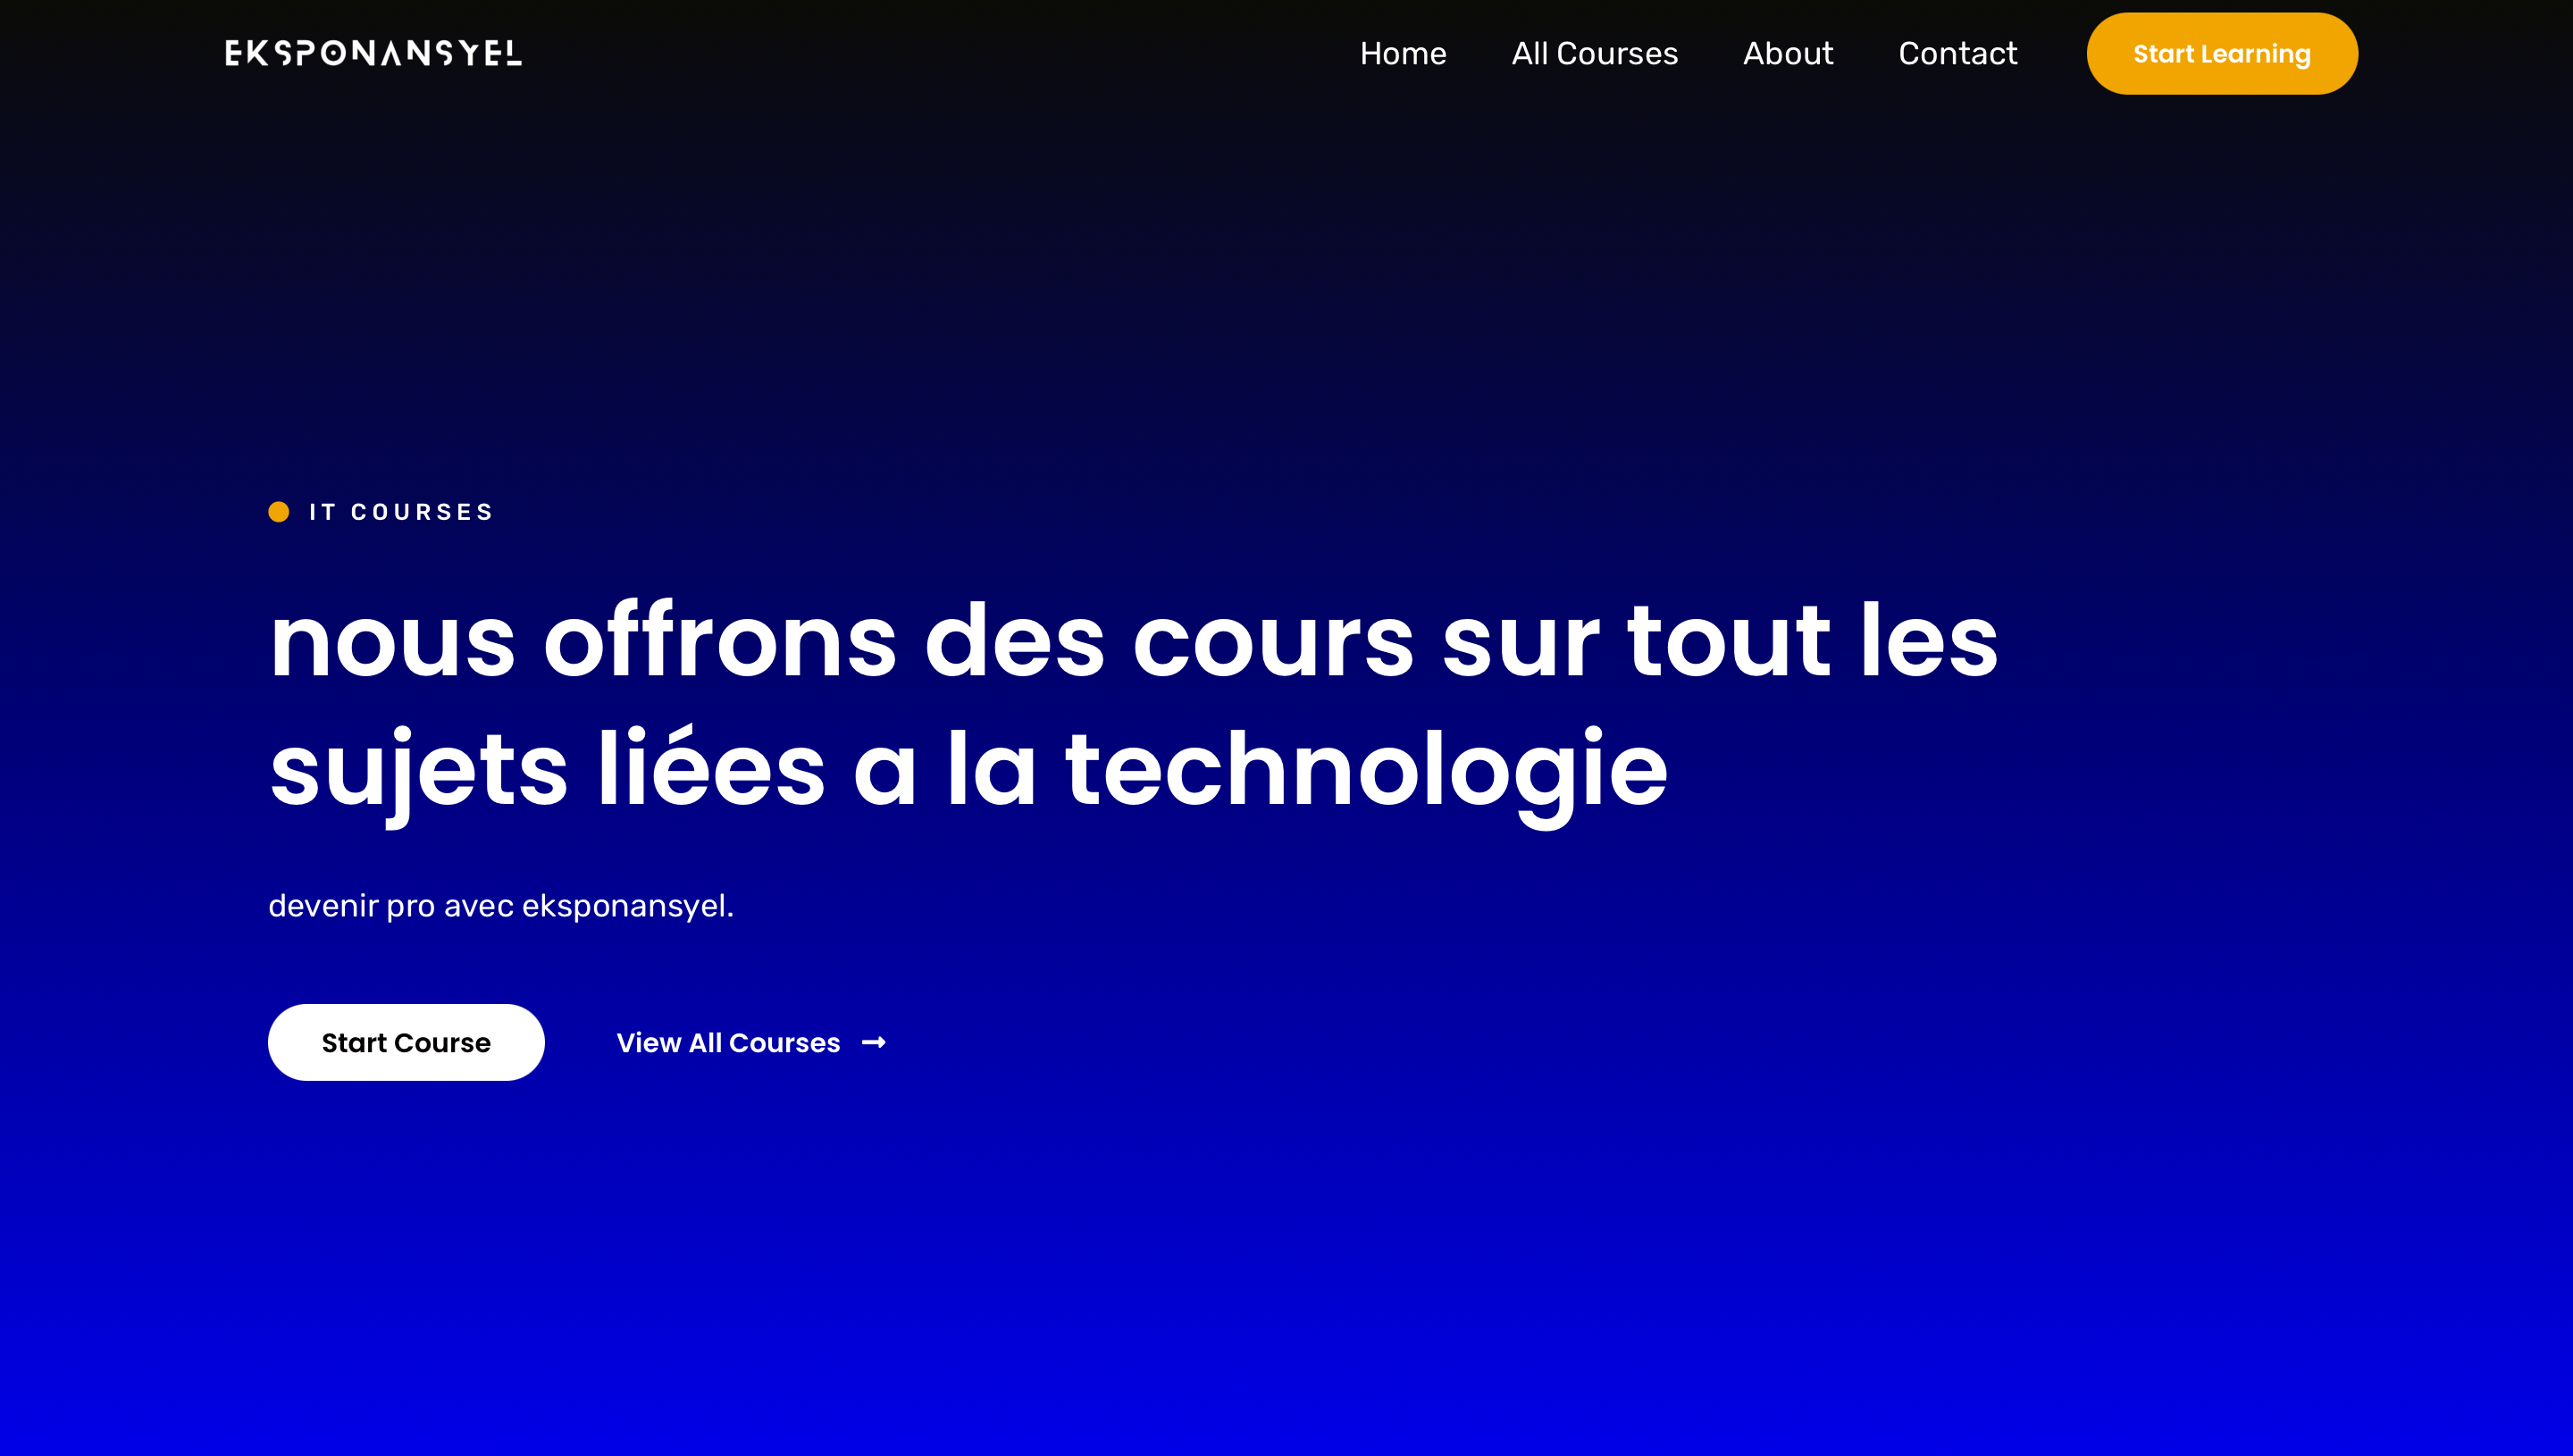 EKSPONANSYEL
Home All Courses About Contact Start Learning
IT COURSES
nous offrons des cours sur tout les
sujets liées a la technologie
devenir pro avec eksponansyel.
Start Course View All Courses